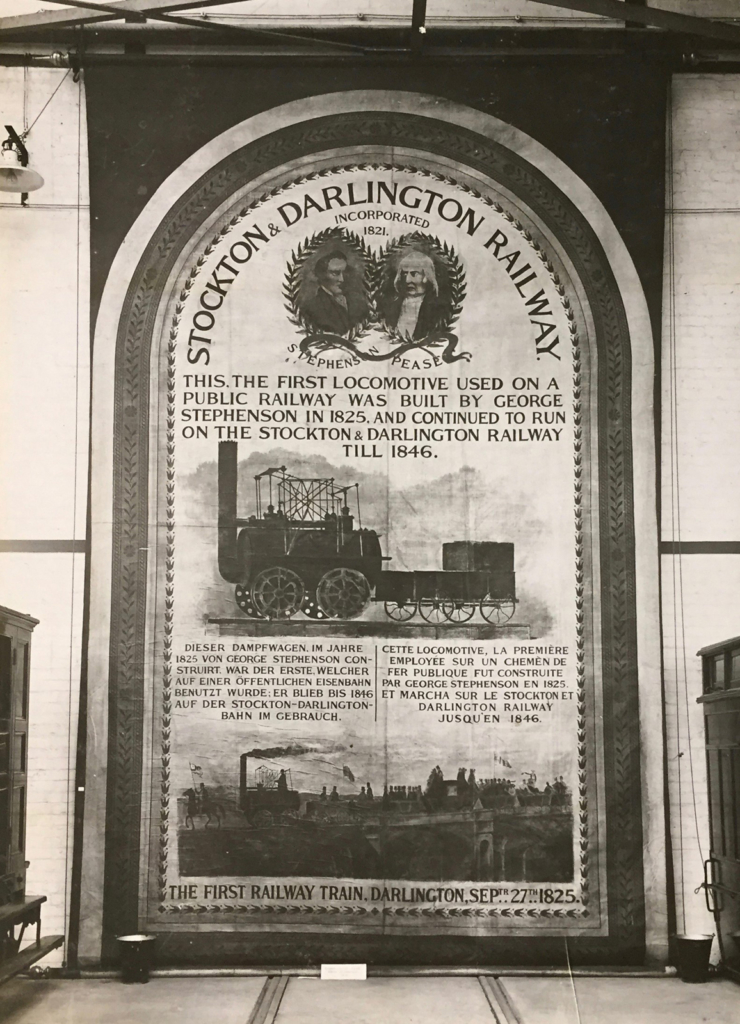 STOCKTON & DARLINGTON RAILWAY.
INCORPORATED
1821.
STEPHENSON PEASE
THIS, THE FIRST LOCOMOTIVE USED ON A
PUBLIC RAILWAY WAS BUILT BY GEORGE
STEPHENSON IN 1825, AND CONTINUED TO RUN
ON THE STOCKTON & DARLINGTON RAILWAY
TILL 1846.
DIESER DAMPFWAGEN, IM JAHRE
1825 VON GEORGE STEPHENSON CON-
STRUIRT, WAR DER ERSTE, WELCHER
AUF EINER ÖFFENTLICHEN EISENBAHN
BENUTZT WURDE; ER BLIEB BIS 1846
AUF DER STOCKTON-DARLINGTON-
BAHN IM GEBRAUCH.
CETTE LOCOMOTIVE, LA PREMIÈRE
EMPLOYÉE SUR UN CHEMÈN DE
FER PUBLIQUE FUT CONSTRUITE
PAR GEORGE STEPHENSON EN 1825.
ET MARCHA SUR LE STOCKTON ET
DARLINGTON RAILWAY
JUSQU'EN 1846.
THE FIRST RAILWAY TRAIN, DARLINGTON, SEPTR. 27TH. 1825.